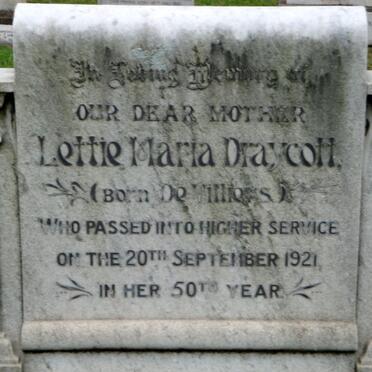 In Loving Memory of
OUR DEAR MOTHER
Lettie Maria Draycott,
(BORN DE VILLIERS.)
WHO PASSED INTO HIGHER SERVICE
ON THE 20TH SEPTEMBER 1921,
IN HER 50TH YEAR.